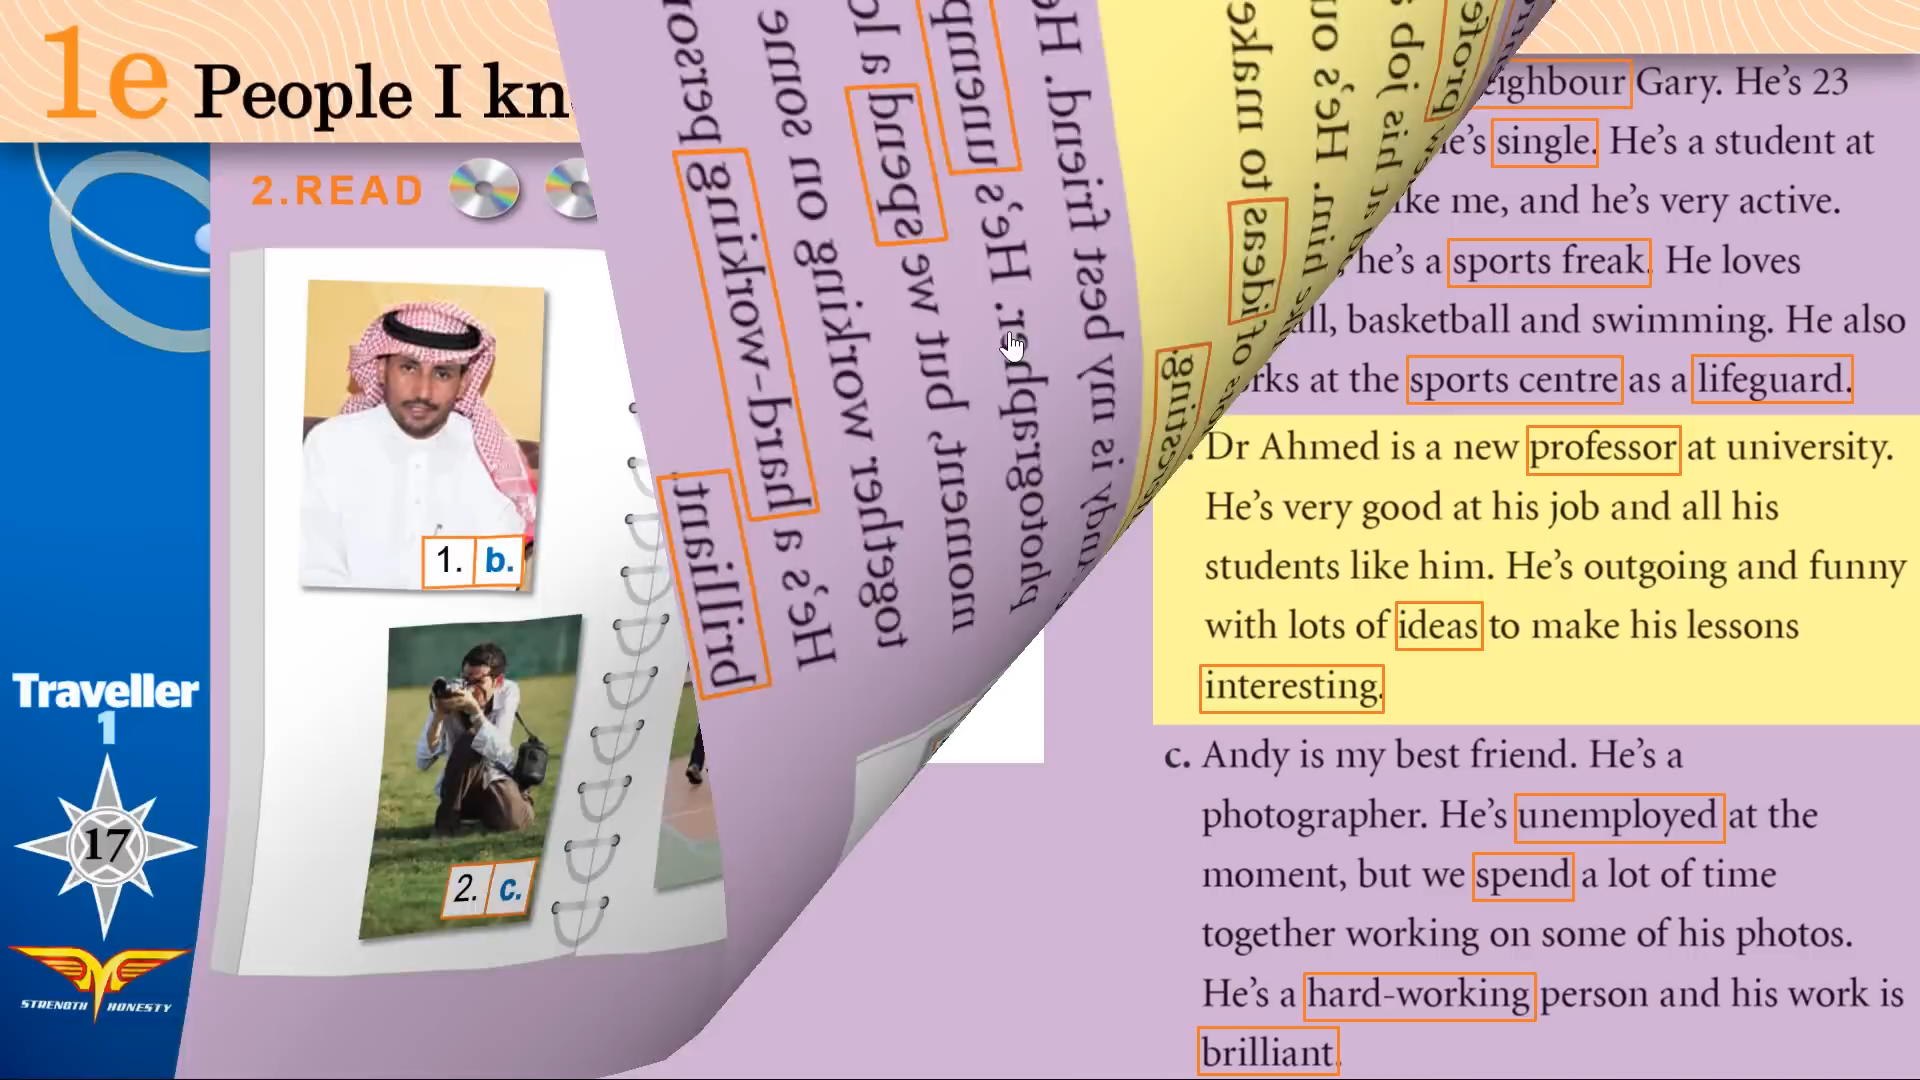 1e People I kn
2.READ
1. b.
2. c.
Traveller
1
17
STRENGTH HONESTY
eighbour Gary. He’s 23
he’s single. He’s a student at
ke me, and he’s very active.
he’s a sports freak. He loves
all, basketball and swimming. He also
rks at the sports centre as a lifeguard.
Dr Ahmed is a new professor at university.
He’s very good at his job and all his
students like him. He’s outgoing and funny
with lots of ideas to make his lessons
interesting.
c. Andy is my best friend. He’s a
photographer. He’s unemployed at the
moment, but we spend a lot of time
together working on some of his photos.
He’s a hard-working person and his work is
brilliant.